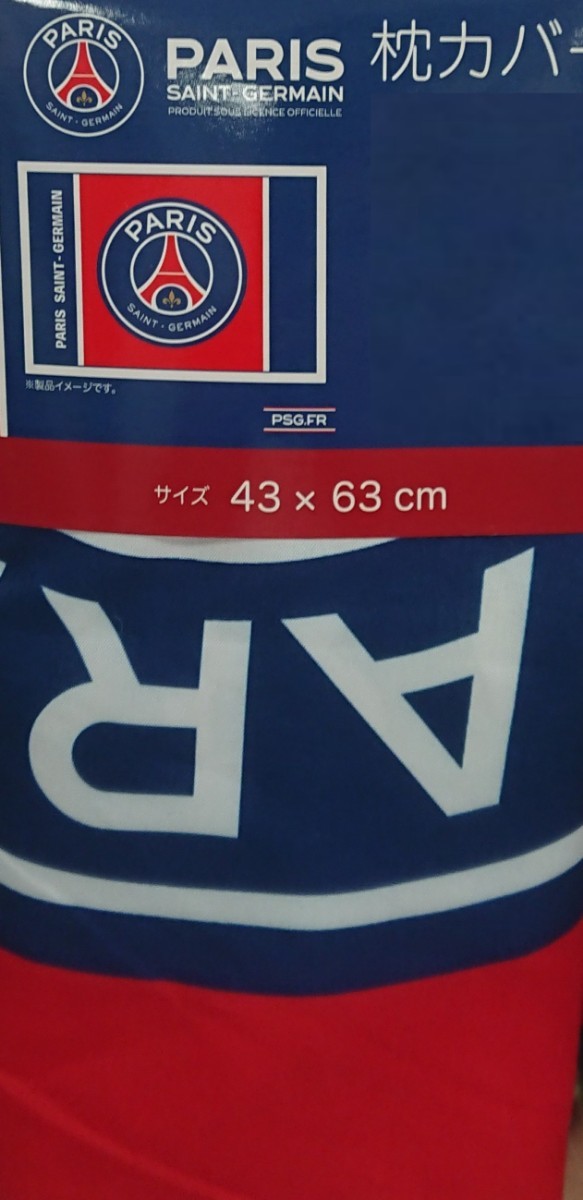 PARIS
SAINT-GERMAIN
PARIS
SAINT-GERMAIN
PRODUIT SOUS LICENCE OFFICIELLE
枕カバー
PARIS SAINT-GERMAIN
PARIS
SAINT-GERMAIN
※製品イメージです。
PSG.FR
サイズ 43 × 63 cm
AR